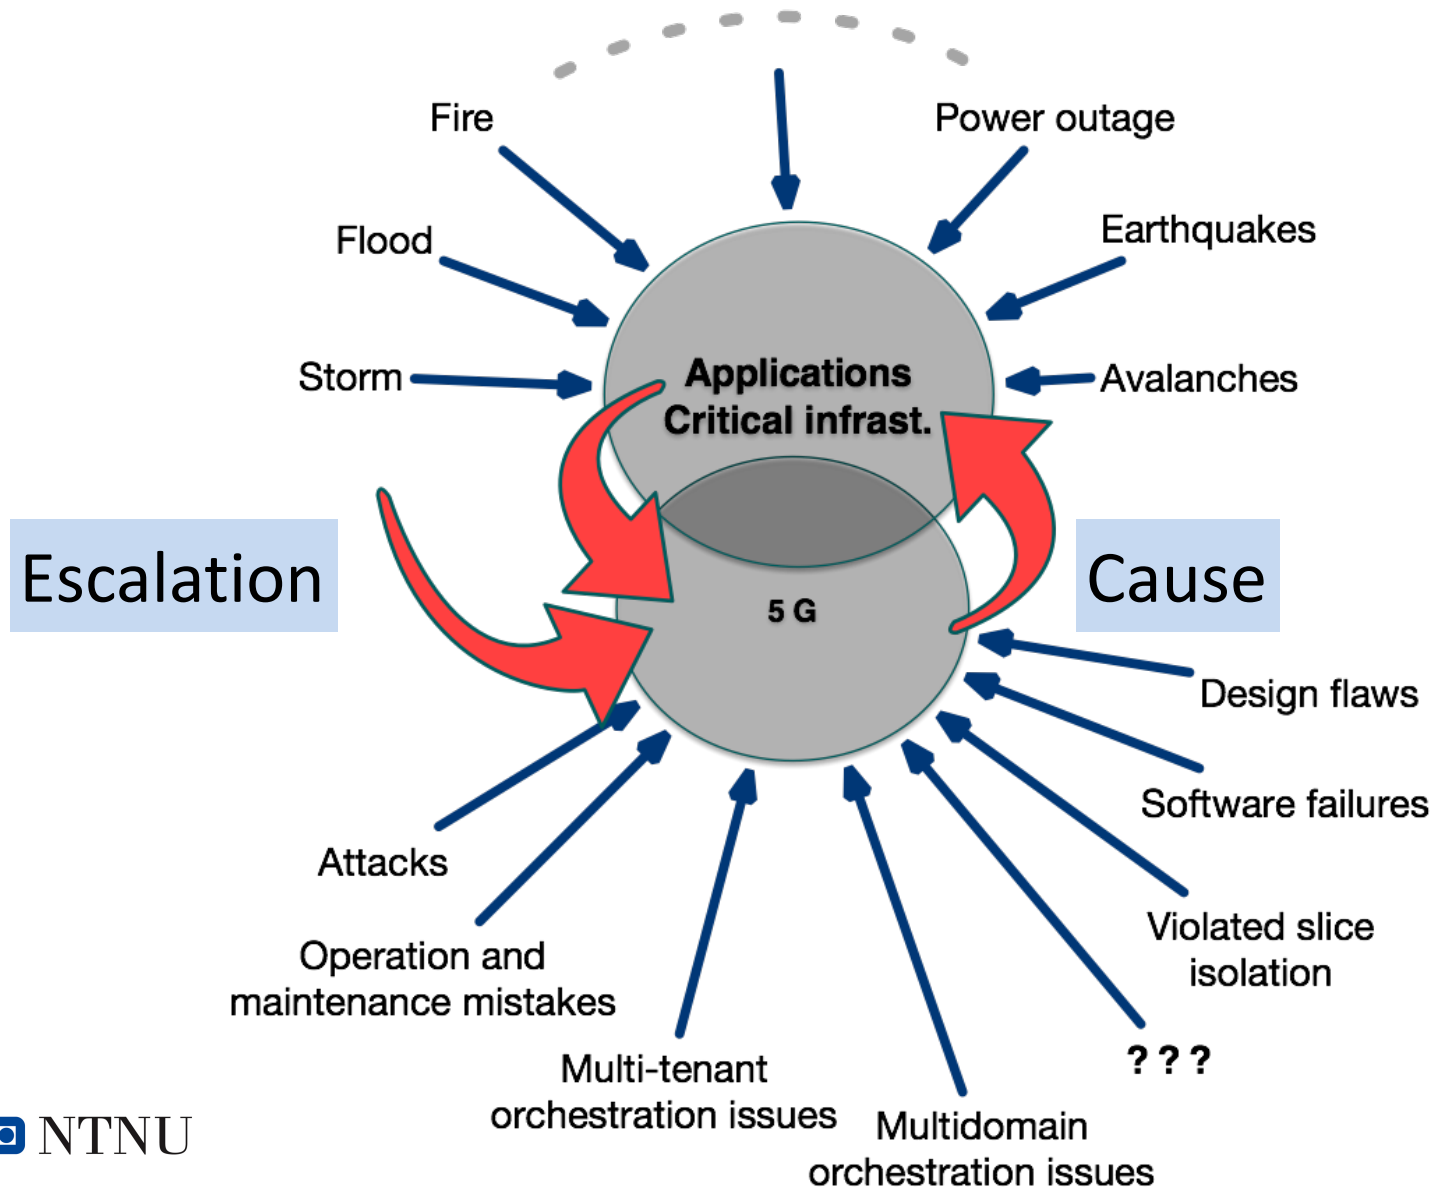 Fire
Power outage
Flood
Earthquakes
Storm
Applications
Critical infrast.
Avalanches
Escalation
Cause
5 G
Design flaws
Software failures
Attacks
Violated slice
isolation
Operation and
maintenance mistakes
? ? ?
Multi-tenant
orchestration issues
Multidomain
orchestration issues
NTNU